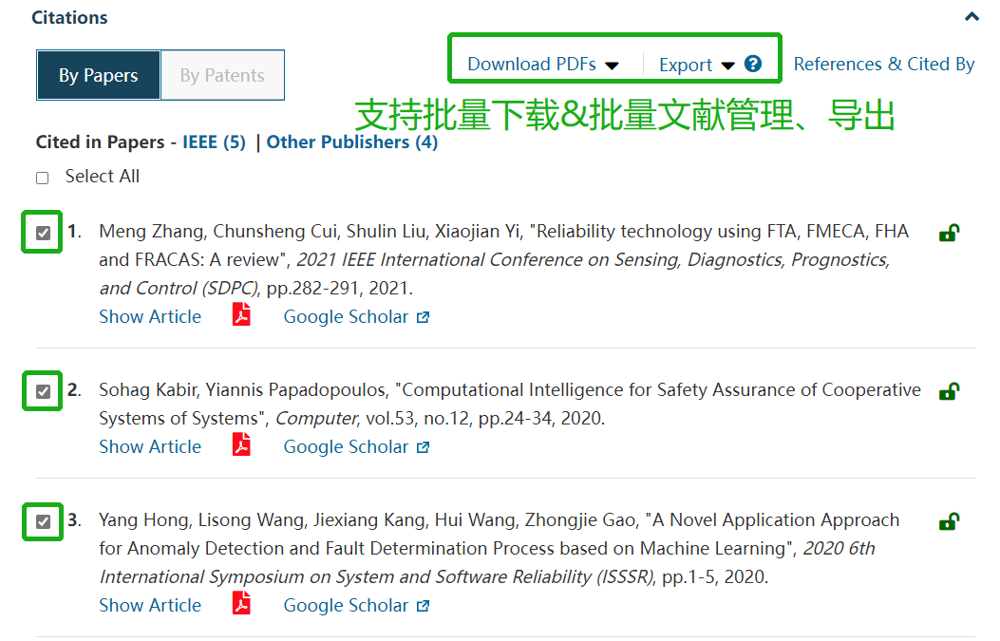 Citations
By Papers
By Patents
Download PDFs
Export
?
References & Cited By
支持批量下载&批量文献管理、导出
Cited in Papers - IEEE (5) | Other Publishers (4)
Select All
1. Meng Zhang, Chunsheng Cui, Shulin Liu, Xiaojian Yi, "Reliability technology using FTA, FMECA, FHA
and FRACAS: A review", 2021 IEEE International Conference on Sensing, Diagnostics, Prognostics,
and Control (SDPC), pp.282-291, 2021.
Show Article Google Scholar
2. Sohag Kabir, Yiannis Papadopoulos, "Computational Intelligence for Safety Assurance of Cooperative
Systems of Systems", Computer, vol.53, no.12, pp.24-34, 2020.
Show Article Google Scholar
3. Yang Hong, Lisong Wang, Jiexiang Kang, Hui Wang, Zhongjie Gao, "A Novel Application Approach
for Anomaly Detection and Fault Determination Process based on Machine Learning", 2020 6th
International Symposium on System and Software Reliability (ISSSR), pp.1-5, 2020.
Show Article Google Scholar